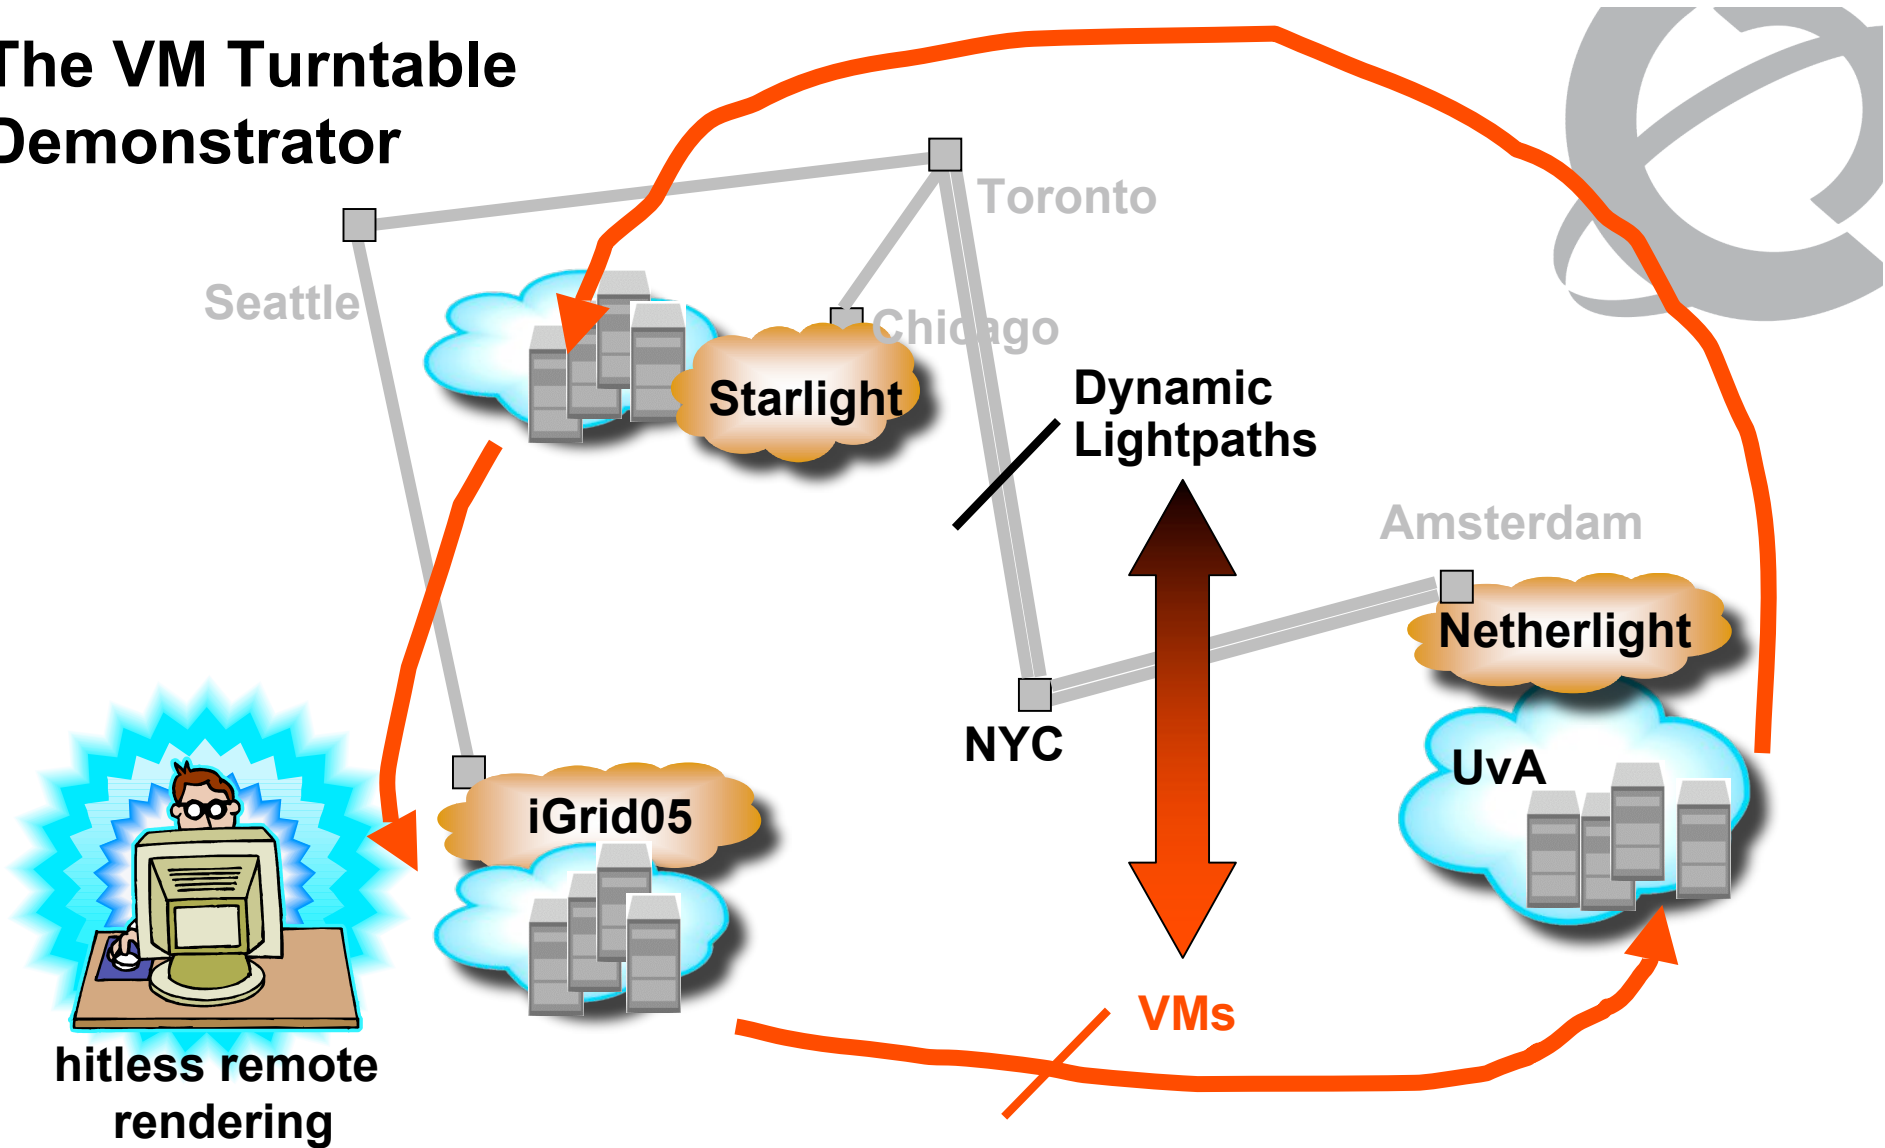 The VM Turntable
Demonstrator
Toronto
Seattle
Chicago
Starlight
Dynamic
Lightpaths
Amsterdam
Netherlight
NYC
UvA
iGrid05
VMs
hitless remote
rendering